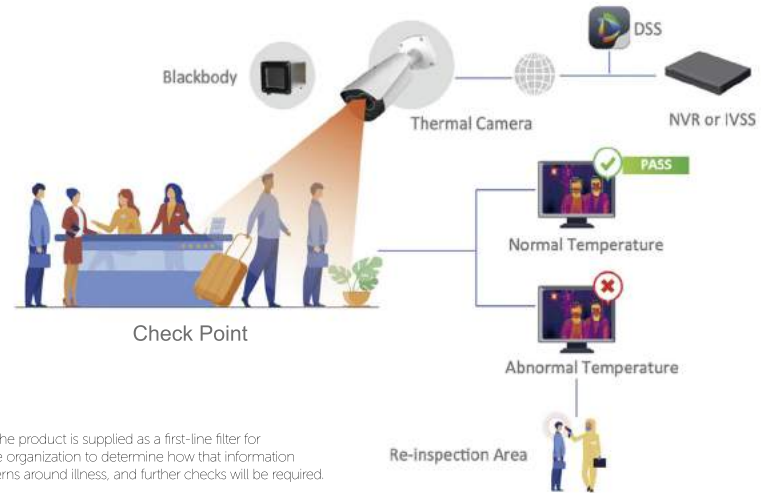 DSS
Blackbody
Thermal Camera
NVR or IVSS
PASS
Normal Temperature
Check Point
Abnormal Temperature
he product is supplied as a first-line filter for
e organization to determine how that information
erns around illness, and further checks will be required.
Re-inspection Area